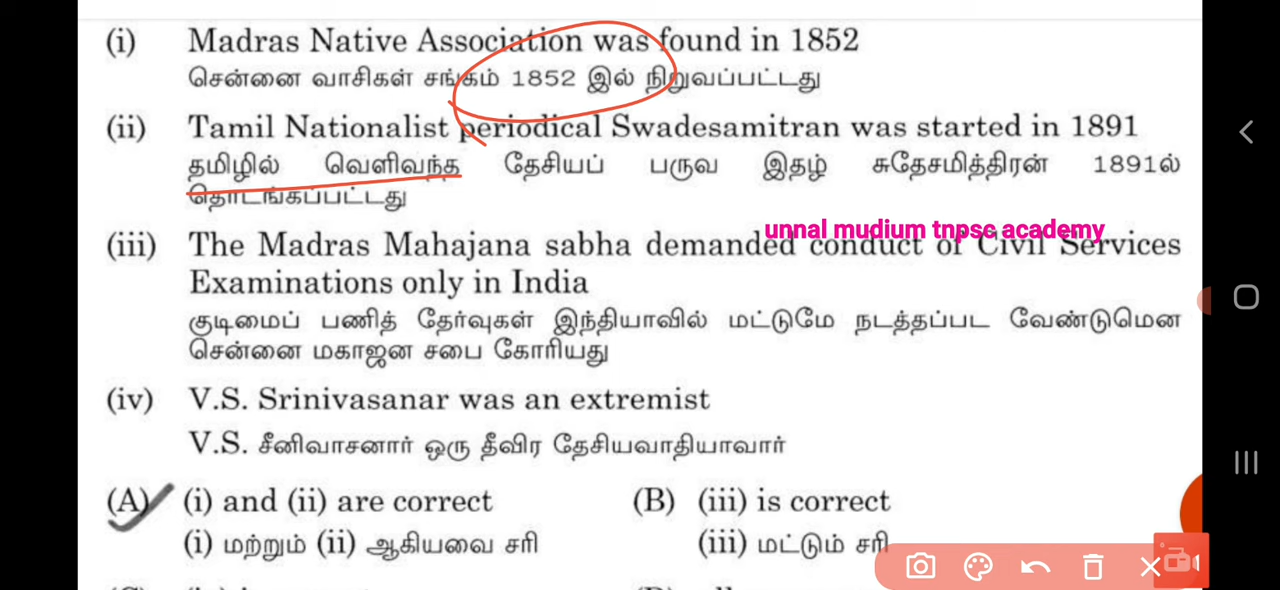 (i) Madras Native Association was found in 1852
சென்னை வாசிகள் சங்கம் 1852 இல் நிறுவப்பட்டது
(ii) Tamil Nationalist periodical Swadesamitran was started in 1891
தமிழில் வெளிவந்த தேசியப் பருவ இதழ் சுதேசமித்திரன் 1891ல்
தொடங்கப்பட்டது
unnal mudium tnpsc academy
(iii) The Madras Mahajana sabha demanded conduct of Civil Services
Examinations only in India
குடிமைப் பணித் தேர்வுகள் இந்தியாவில் மட்டுமே நடத்தப்பட வேண்டுமென
சென்னை மகாஜன சபை கோரியது
(iv) V.S. Srinivasanar was an extremist
V.S. சீனிவாசனார் ஒரு தீவிர தேசியவாதியாவார்
(A) (i) and (ii) are correct (B) (iii) is correct
(i) மற்றும் (ii) ஆகியவை சரி (iii) மட்டும் சரி